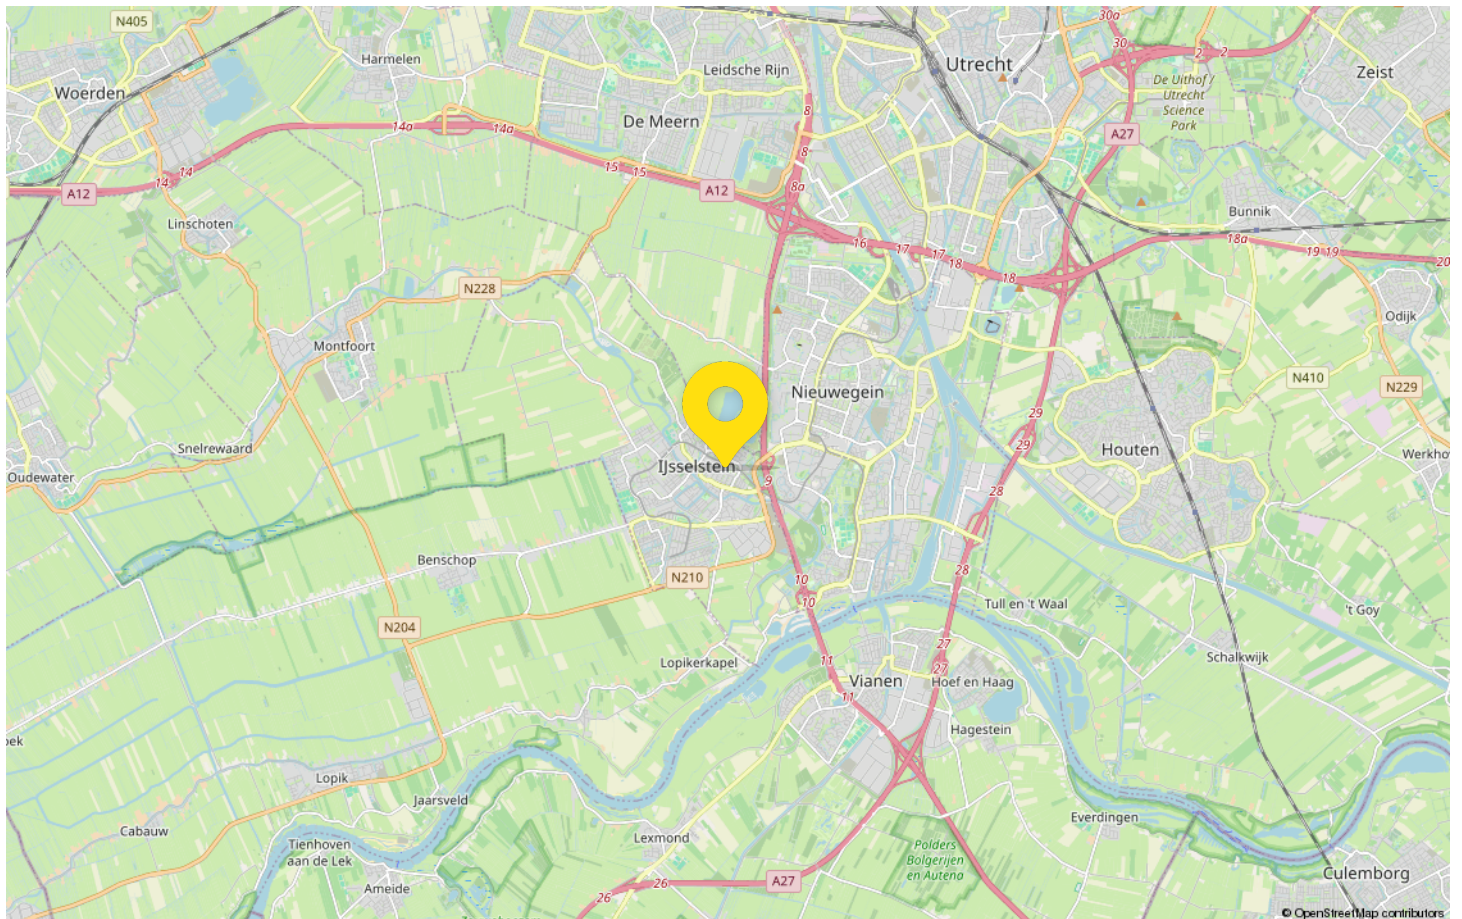 N405
30a
Harmelen
Leidsche Rijn
Utrecht
30
2
2
Zeist
Woerden
De Uithof /
Utrecht
Science
Park
8
De Meern
14a
14a
A27
8
15
15
14
14
A12
A12
8a
Linschoten
Bunnik
16
17
17
18
18
18a
19
19
20
N228
Odijk
Montfoort
N410
N229
Nieuwegein
29
29
Snelrewaard
Houten
Werkho
Oudewater
IJsselstein
9
28
Benschop
28
N210
10
10
Tull en 't Waal
't Goy
N204
27
27
Lopikerkapel
11
Schalkwijk
11
Vianen
Hoef en Haag
Hagestein
oek
Lopik
Jaarsveld
Cabauw
Everdingen
Lexmond
Tienhoven
aan de Lek
Polders
Bolgerijen
en Autena
Ameide
26
26
A27
Culemborg
© OpenStreetMap contributors